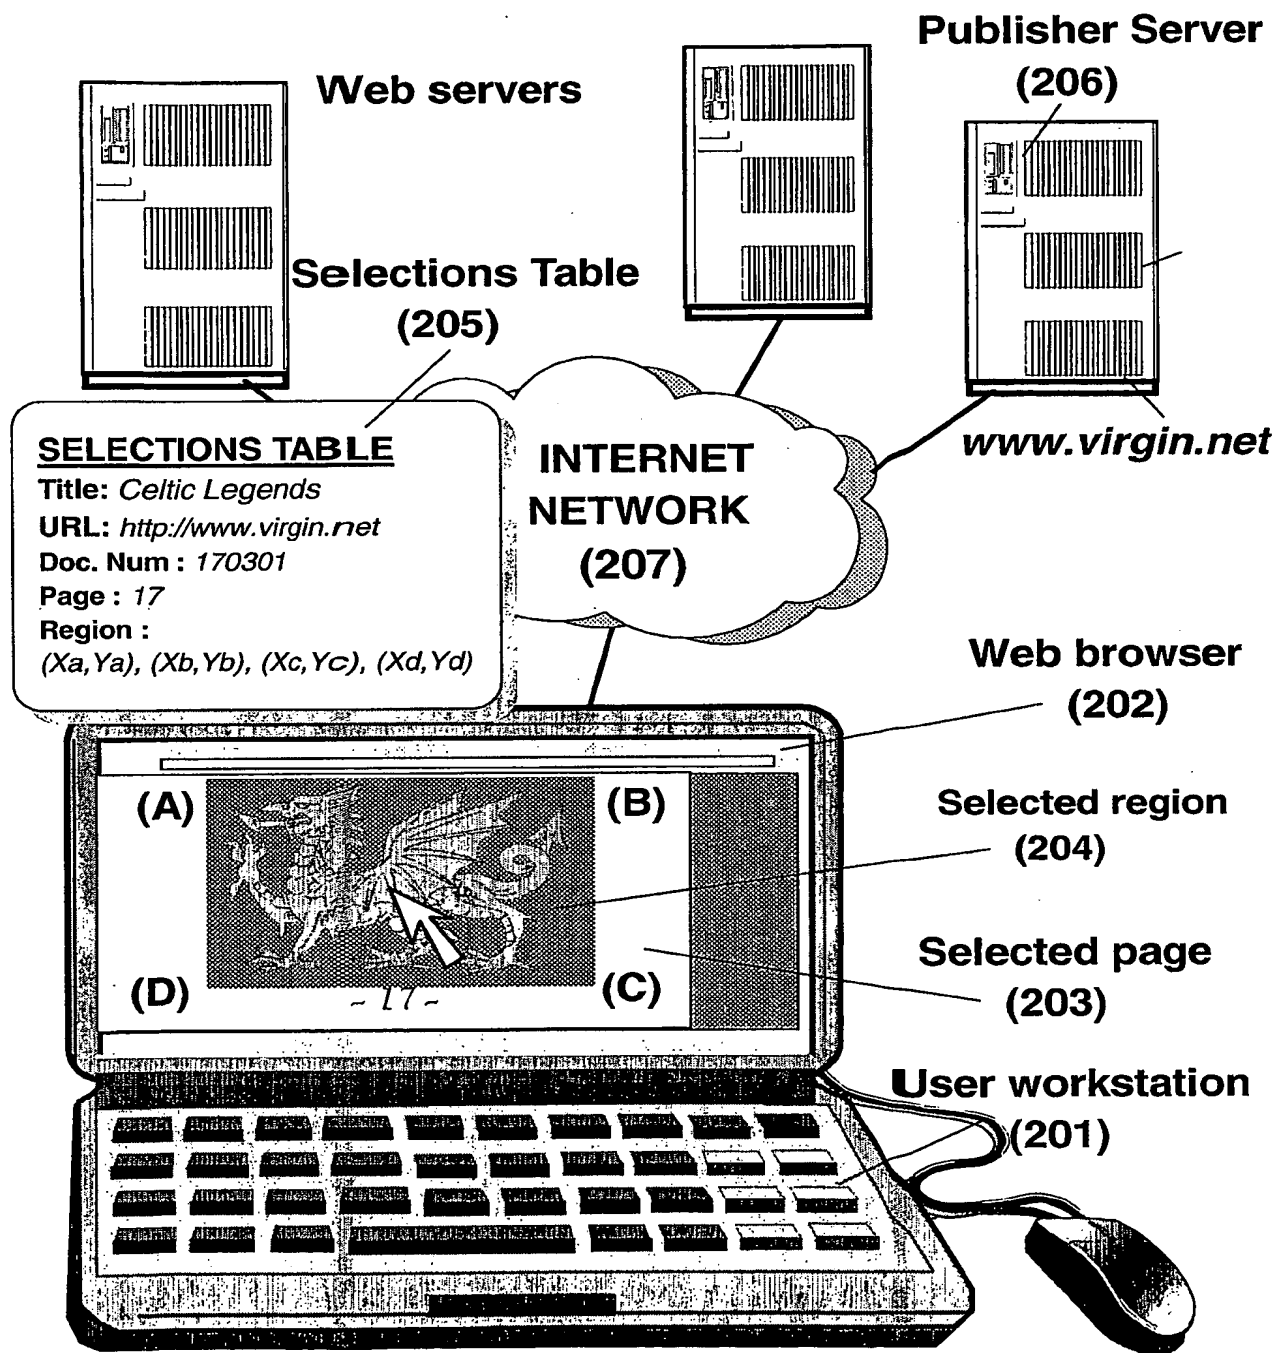 Publisher Server
(206)
Web servers
Selections Table
(205)
www.virgin.net
SELECTIONS TABLE
Title: Celtic Legends
URL: http://www.virgin.net
Doc. Num : 170301
Page : 17
Region :
(Xa,Ya), (Xb,Yb), (Xc,Yc), (Xd,Yd)
INTERNET
NETWORK
(207)
Web browser
(202)
(A)
(B)
Selected region
(204)
Selected page
(203)
(D)
(C)
~ 17 ~
User workstation
(201)